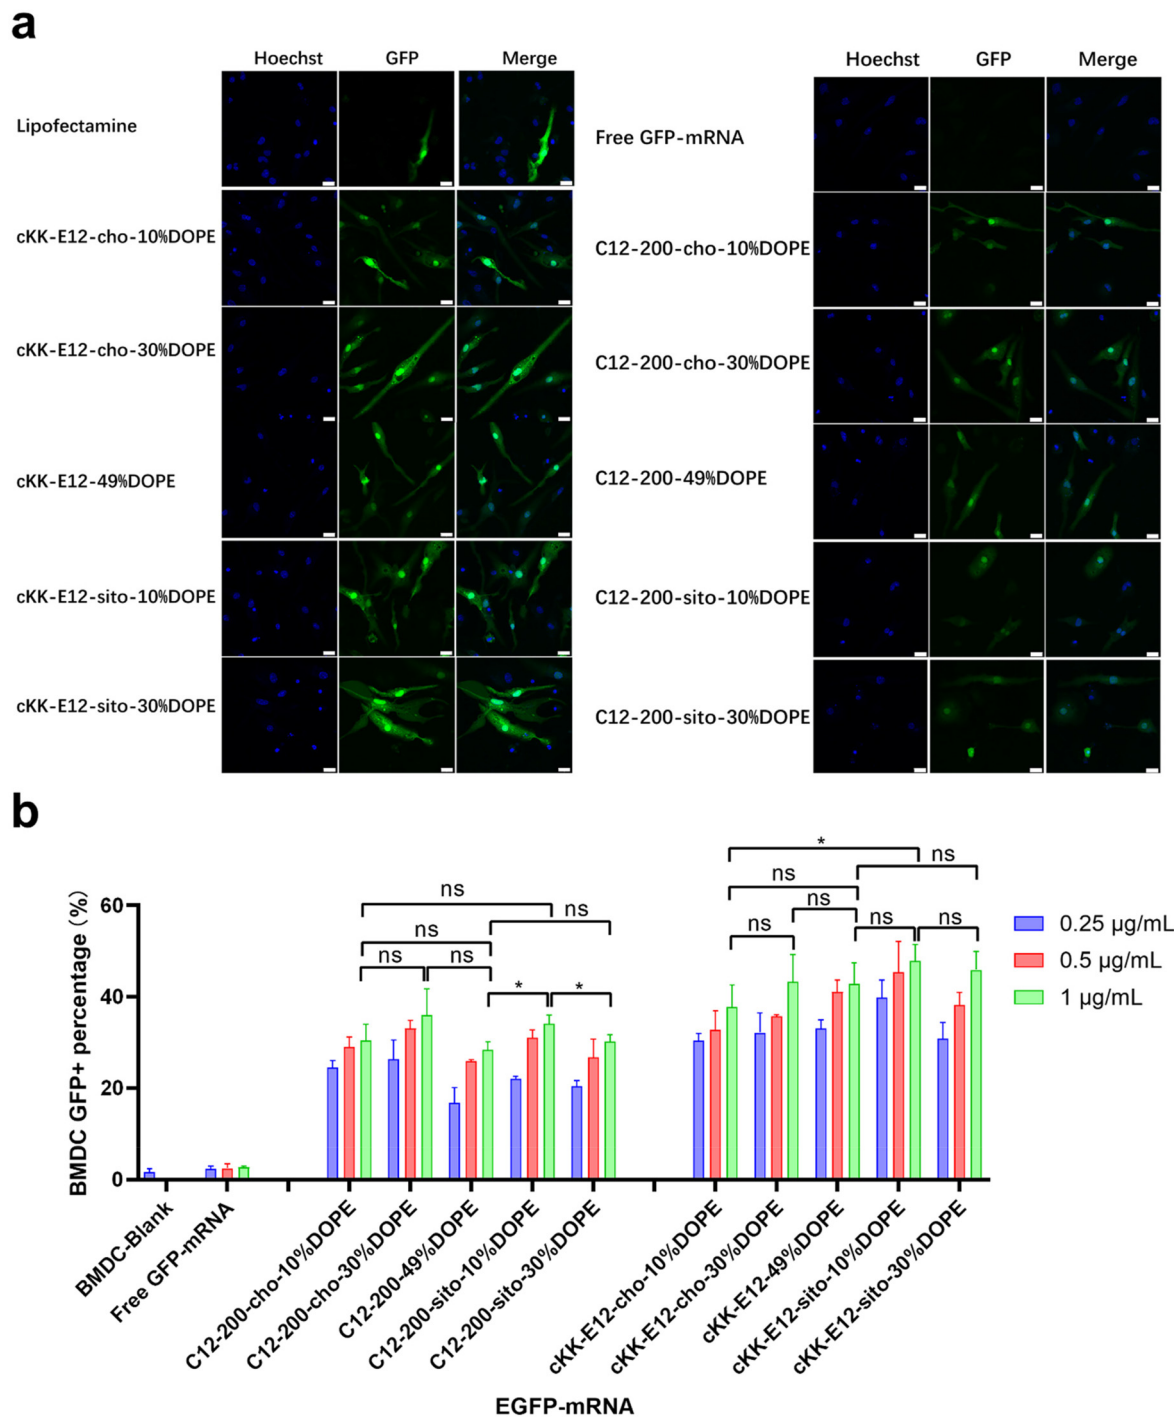 a
Hoechst GFP Merge
Hoechst GFP Merge
Lipofectamine
Free GFP-mRNA
cKK-E12-cho-10%DOPE
C12-200-cho-10%DOPE
cKK-E12-cho-30%DOPE
C12-200-cho-30%DOPE
cKK-E12-49%DOPE
C12-200-49%DOPE
cKK-E12-sito-10%DOPE
C12-200-sito-10%DOPE
cKK-E12-sito-30%DOPE
C12-200-sito-30%DOPE
b
BMDC GFP+ percentage (%)
60
40
20
0
ns
ns
ns
ns ns
* *
*
ns
ns
ns
ns ns ns
0.25 µg/mL
0.5 µg/mL
1 µg/mL
BMDC-Blank
Free GFP-mRNA
C12-200-cho-10%DOPE
C12-200-cho-30%DOPE
C12-200-49%DOPE
C12-200-sito-10%DOPE
C12-200-sito-30%DOPE
cKK-E12-cho-10%DOPE
cKK-E12-cho-30%DOPE
cKK-E12-49%DOPE
cKK-E12-sito-10%DOPE
cKK-E12-sito-30%DOPE
EGFP-mRNA